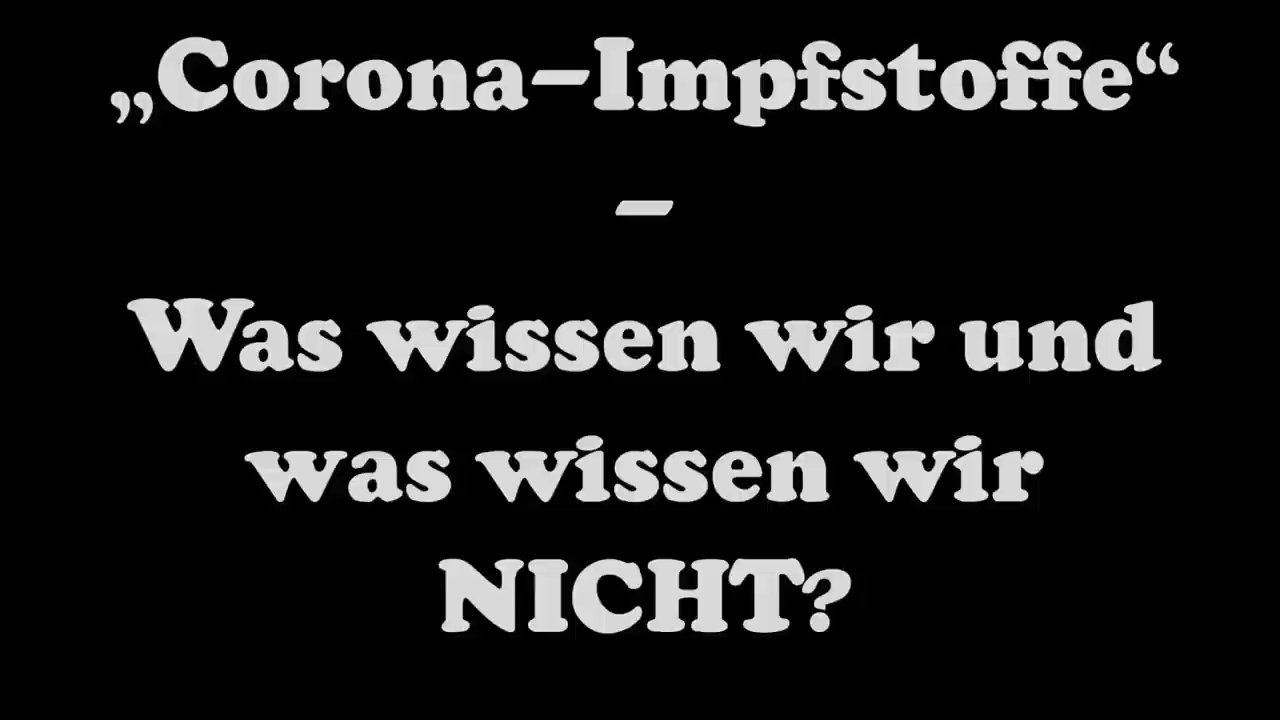 „Corona-Impfstoffe“
-
Was wissen wir und
was wissen wir
NICHT?